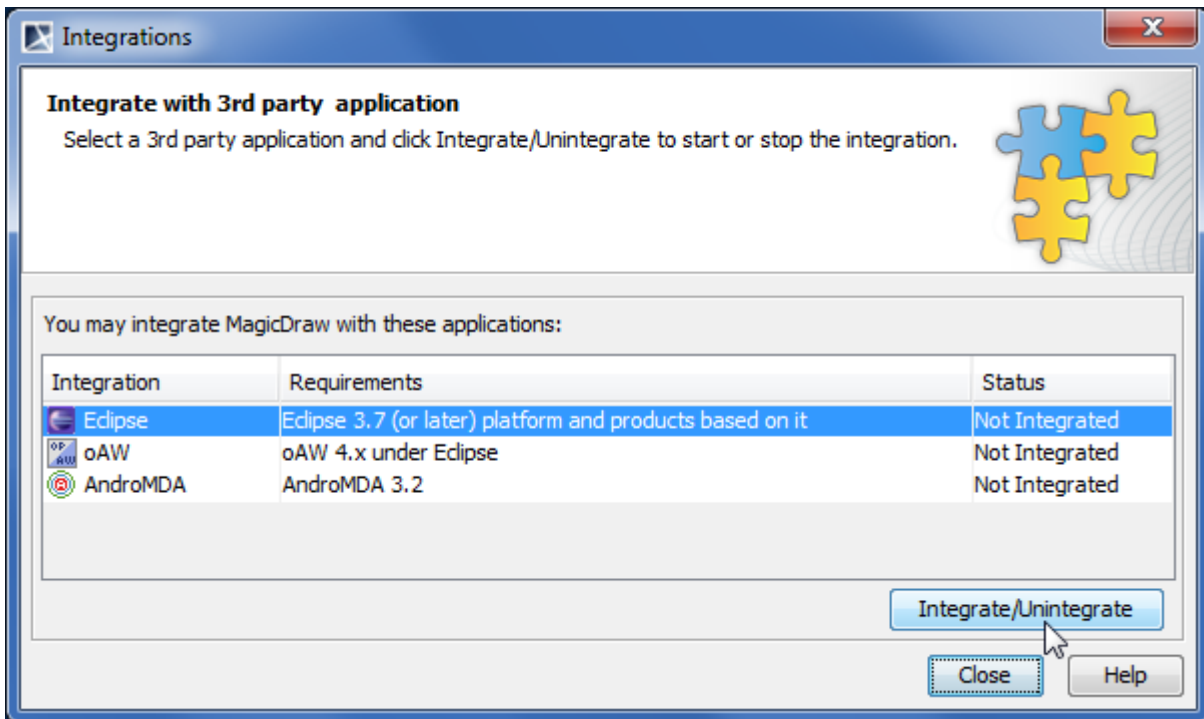 Integrations
Integrate with 3rd party application
Select a 3rd party application and click Integrate/Unintegrate to start or stop the integration.
You may integrate MagicDraw with these applications:
Integration Requirements Status
Eclipse Eclipse 3.7 (or later) platform and products based on it Not Integrated
oAW oAW 4.x under Eclipse Not Integrated
AndroMDA AndroMDA 3.2 Not Integrated
Integrate/Unintegrate
Close Help